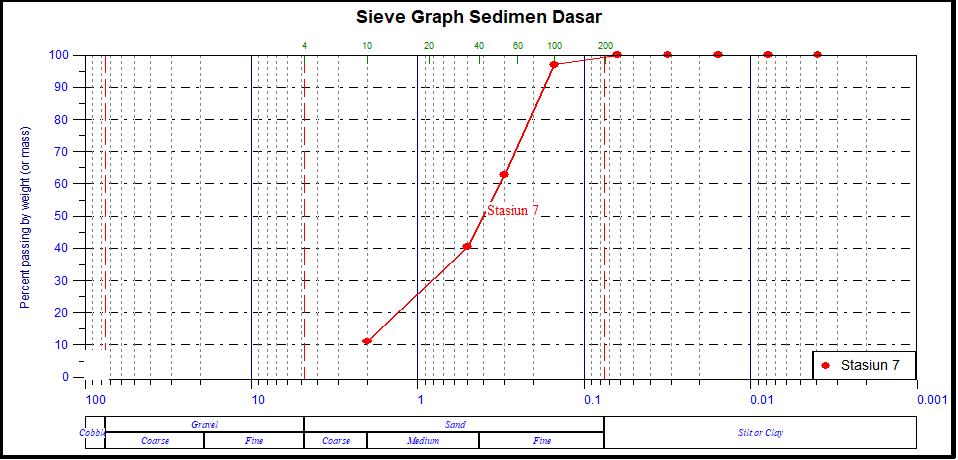 Sieve Graph Sedimen Dasar
4 10 20 40 60 100 200
Percent passing by weight (or mass)
100
90
80
70
60
50
40
30
20
10
0
Stasiun 7
Stasiun 7
100 10 1 0.1 0.01 0.001
Cobble Gravel Sand Silt or Clay
Coarse Fine Coarse Medium Fine